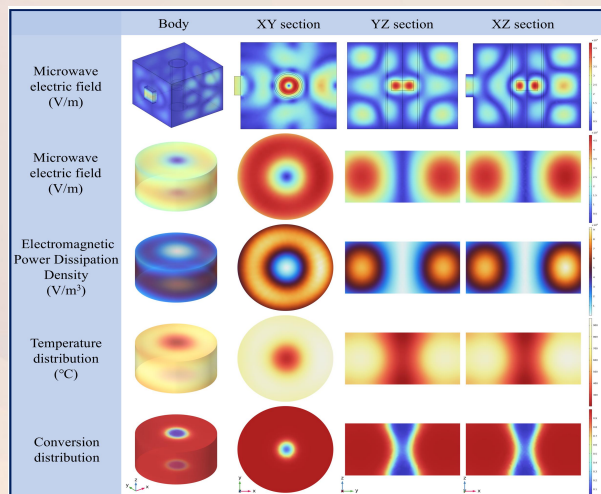 Body
XY section
YZ section
XZ section
Microwave
electric field
(V/m)
Microwave
electric field
(V/m)
Electromagnetic
Power Dissipation
Density
(V/m³)
Temperature
distribution
(°C)
Conversion
distribution
z
y
x
y
x
z
y
z
x